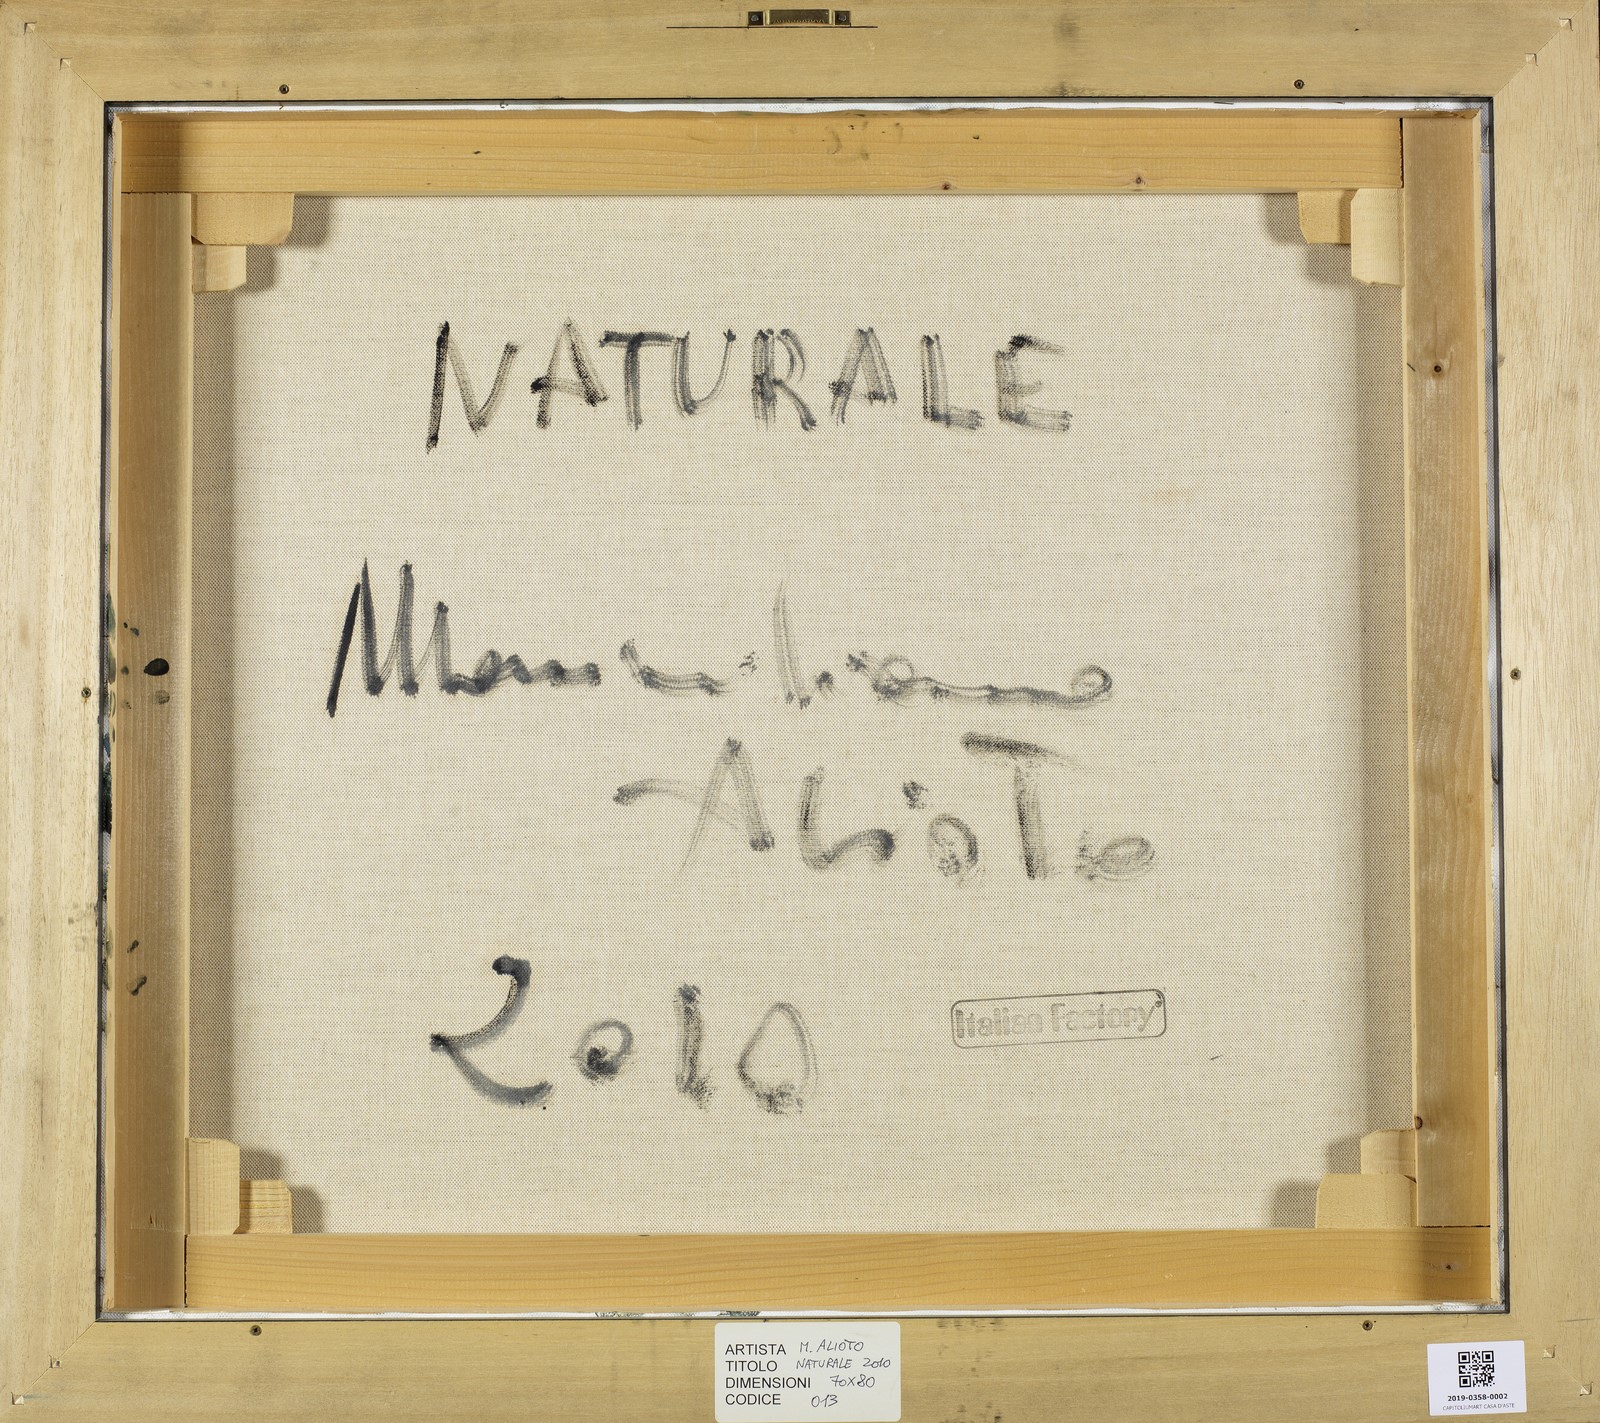 NATURALE
Massimiliano
Alioto
2010
Italian Factory
ARTISTA M. ALIOTO
TITOLO NATURALE 2010
DIMENSIONI 70X80
CODICE 013
2019-0358-0002
CAPITOLIUMART CASA D'ASTE